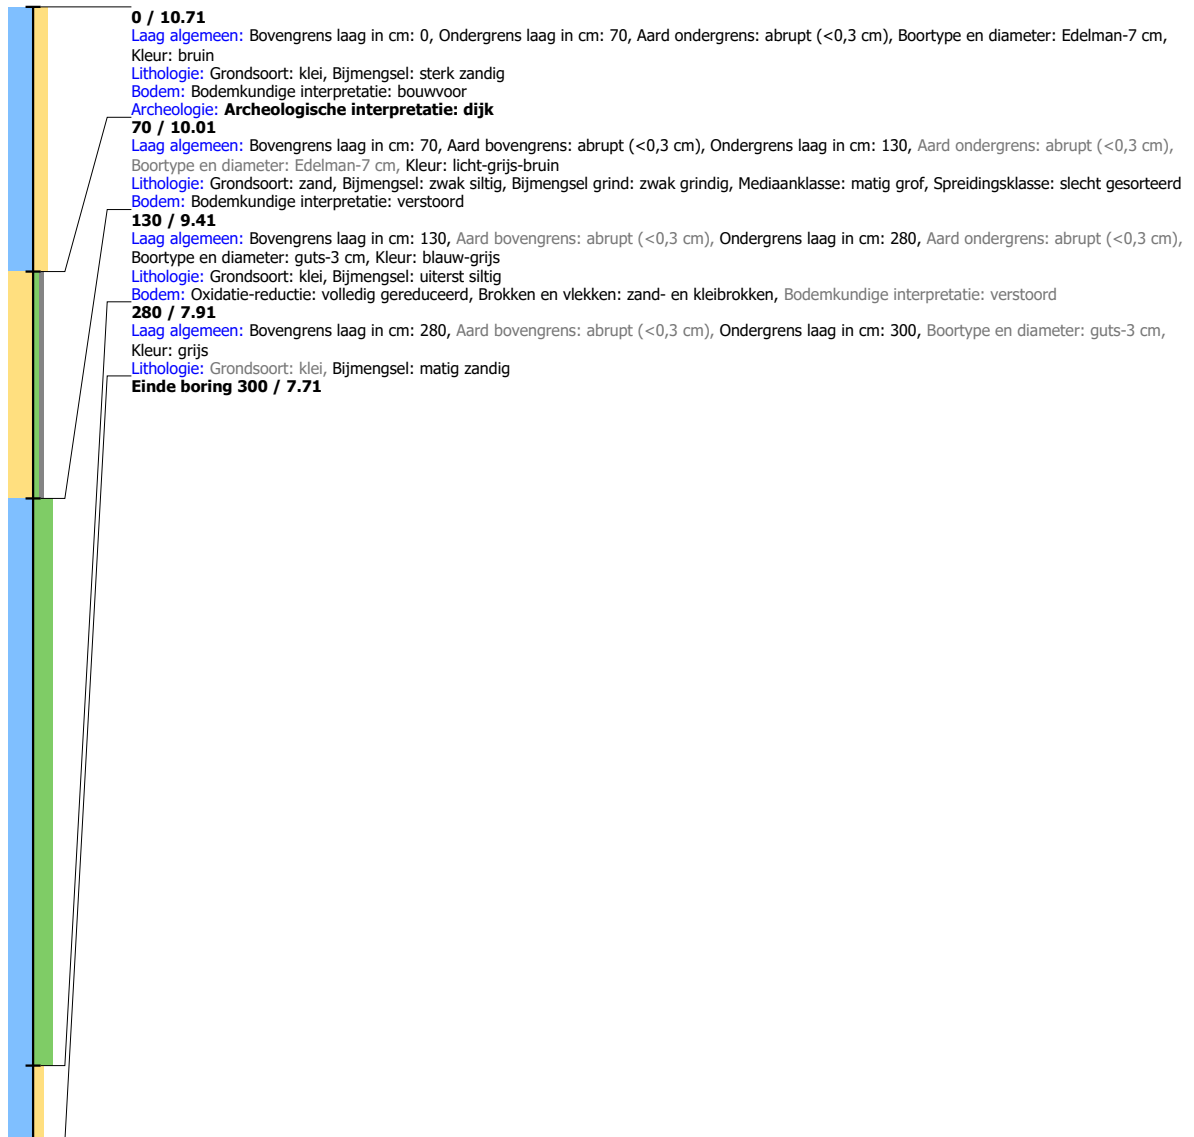 0 / 10.71
Laag algemeen: Bovengrens laag in cm: 0, Ondergrens laag in cm: 70, Aard ondergrens: abrupt (<0,3 cm), Boortype en diameter: Edelman-7 cm,
Kleur: bruin
Lithologie: Grondsoort: klei, Bijmengsel: sterk zandig
Bodem: Bodemkundige interpretatie: bouwvoor
Archeologie: Archeologische interpretatie: dijk
70 / 10.01
Laag algemeen: Bovengrens laag in cm: 70, Aard bovengrens: abrupt (<0,3 cm), Ondergrens laag in cm: 130, Aard ondergrens: abrupt (<0,3 cm),
Boortype en diameter: Edelman-7 cm, Kleur: licht-grijs-bruin
Lithologie: Grondsoort: zand, Bijmengsel: zwak siltig, Bijmengsel grind: zwak grindig, Mediaanklasse: matig grof, Spreidingsklasse: slecht gesorteerd
Bodem: Bodemkundige interpretatie: verstoord
130 / 9.41
Laag algemeen: Bovengrens laag in cm: 130, Aard bovengrens: abrupt (<0,3 cm), Ondergrens laag in cm: 280, Aard ondergrens: abrupt (<0,3 cm),
Boortype en diameter: guts-3 cm, Kleur: blauw-grijs
Lithologie: Grondsoort: klei, Bijmengsel: uiterst siltig
Bodem: Oxidatie-reductie: volledig gereduceerd, Brokken en vlekken: zand- en kleibrokken, Bodemkundige interpretatie: verstoord
280 / 7.91
Laag algemeen: Bovengrens laag in cm: 280, Aard bovengrens: abrupt (<0,3 cm), Ondergrens laag in cm: 300, Boortype en diameter: guts-3 cm,
Kleur: grijs
Lithologie: Grondsoort: klei, Bijmengsel: matig zandig
Einde boring 300 / 7.71